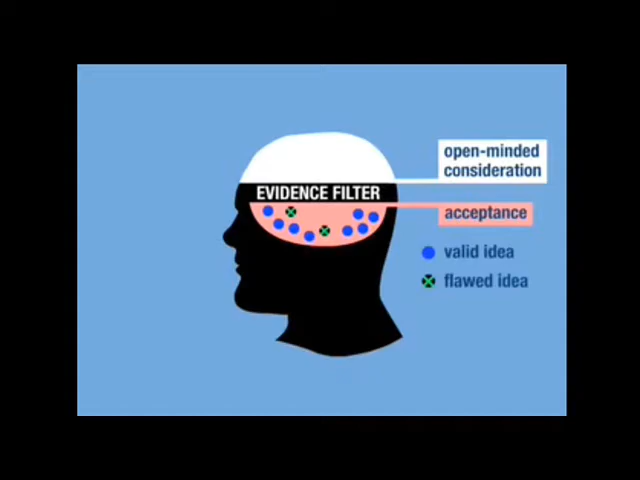 open-minded
consideration
EVIDENCE FILTER
acceptance
valid idea
flawed idea